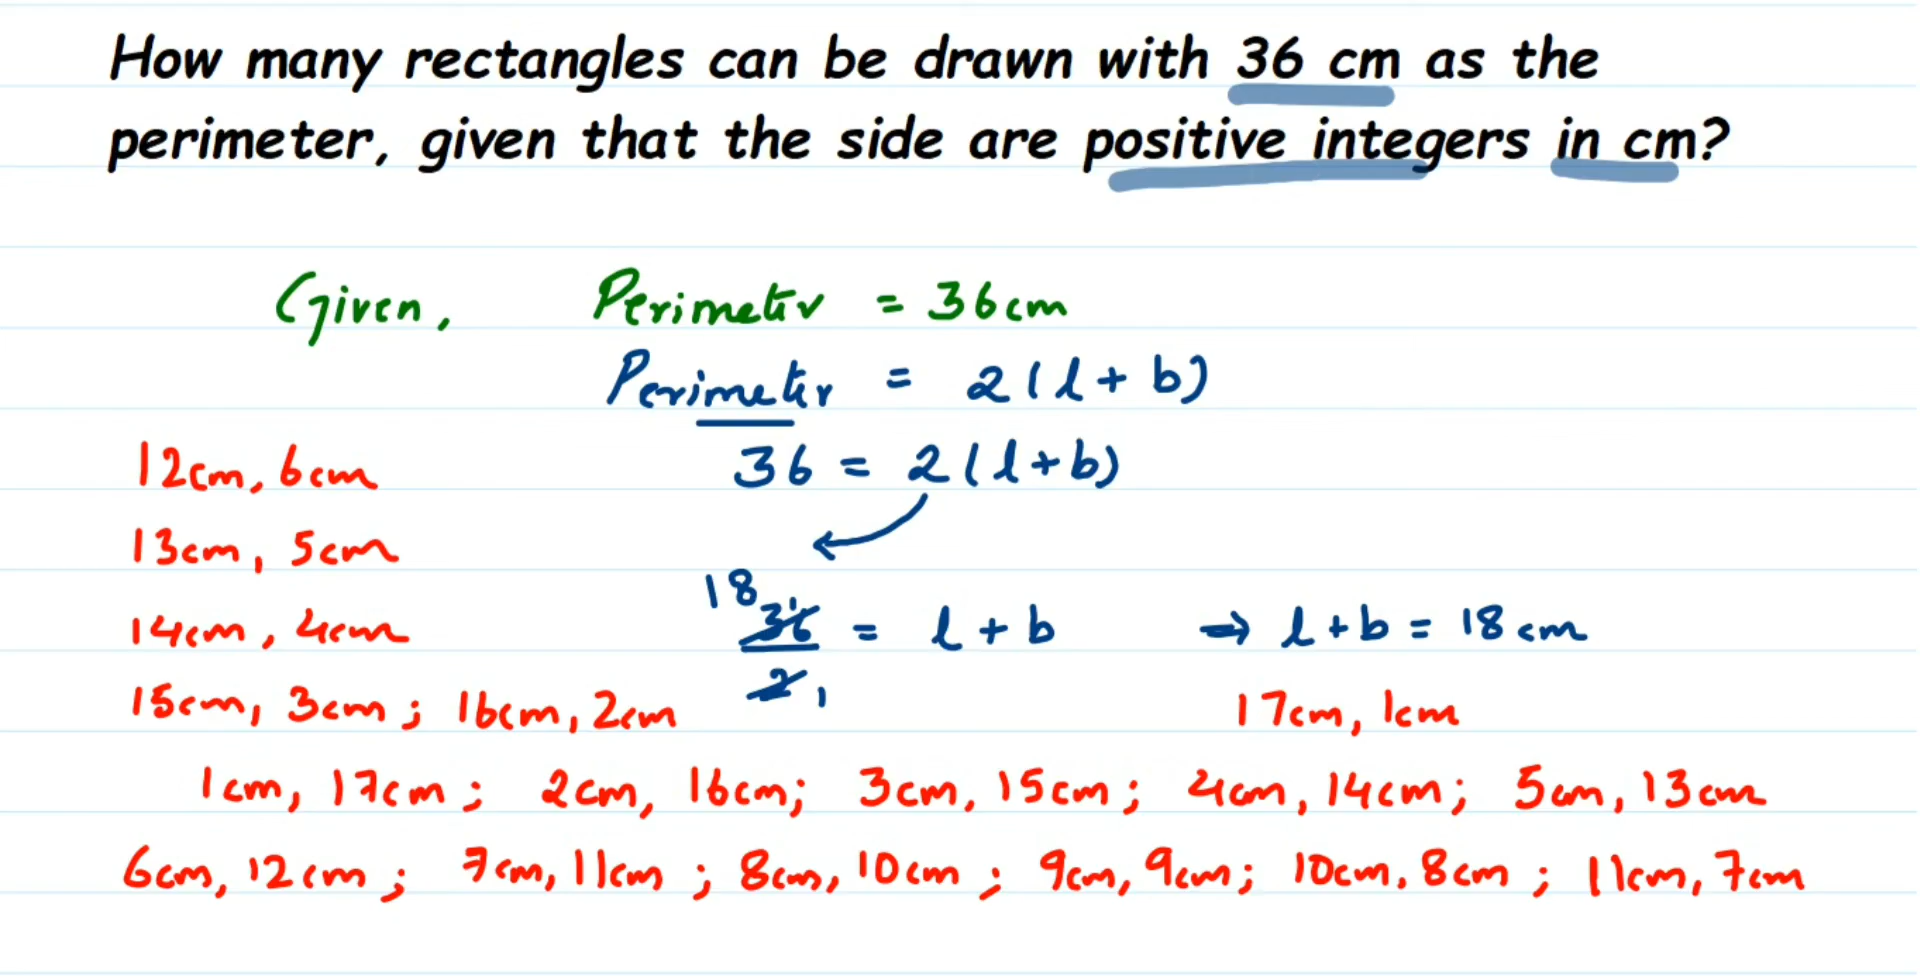 How many rectangles can be drawn with 36 cm as the
perimeter, given that the side are positive integers in cm?
Given, Perimeter = 36cm
Perimeter = 2(l+b)
12cm, 6cm
36 = 2(l+b)
13cm, 5cm
14cm, 4cm
18
36/2 1 = l+b ⇒ l+b = 18cm
15cm, 3cm; 16cm, 2cm
17cm, 1cm
1cm, 17cm; 2cm, 16cm; 3cm, 15cm; 4cm, 14cm; 5cm, 13cm
6cm, 12cm; 7cm, 11cm; 8cm, 10cm; 9cm, 9cm; 10cm, 8cm; 11cm, 7cm